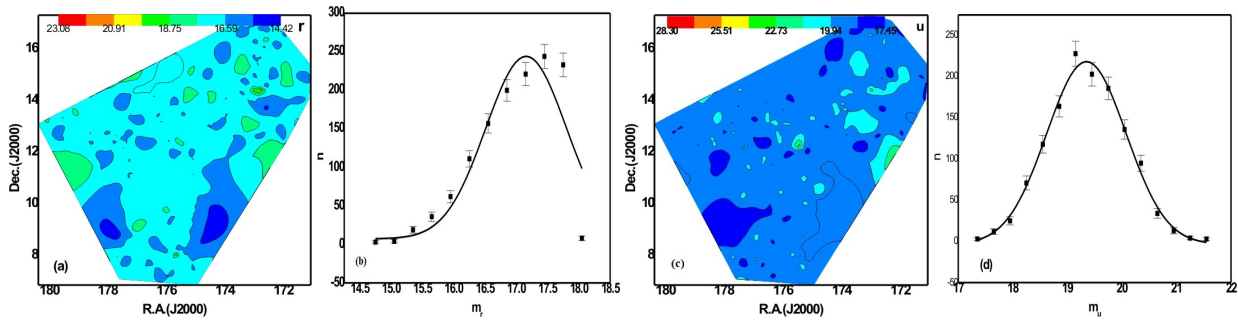 23.08 20.91 18.75 16.59 14.42
r
16
14
12
10
8
Dec.(J2000)
(a)
180 178 176 174 172
R.A.(J2000)
300
250
200
150
100
50
0
-50
n
(b)
14.5 15.0 15.5 16.0 16.5 17.0 17.5 18.0 18.5
m_r
28.30 25.51 22.73 19.94 17.45
u
16
14
12
10
8
Dec.(J2000)
(c)
180 178 176 174 172
R.A.(J2000)
250
200
150
100
50
0
-50
n
(d)
17 18 19 20 21 22
m_u